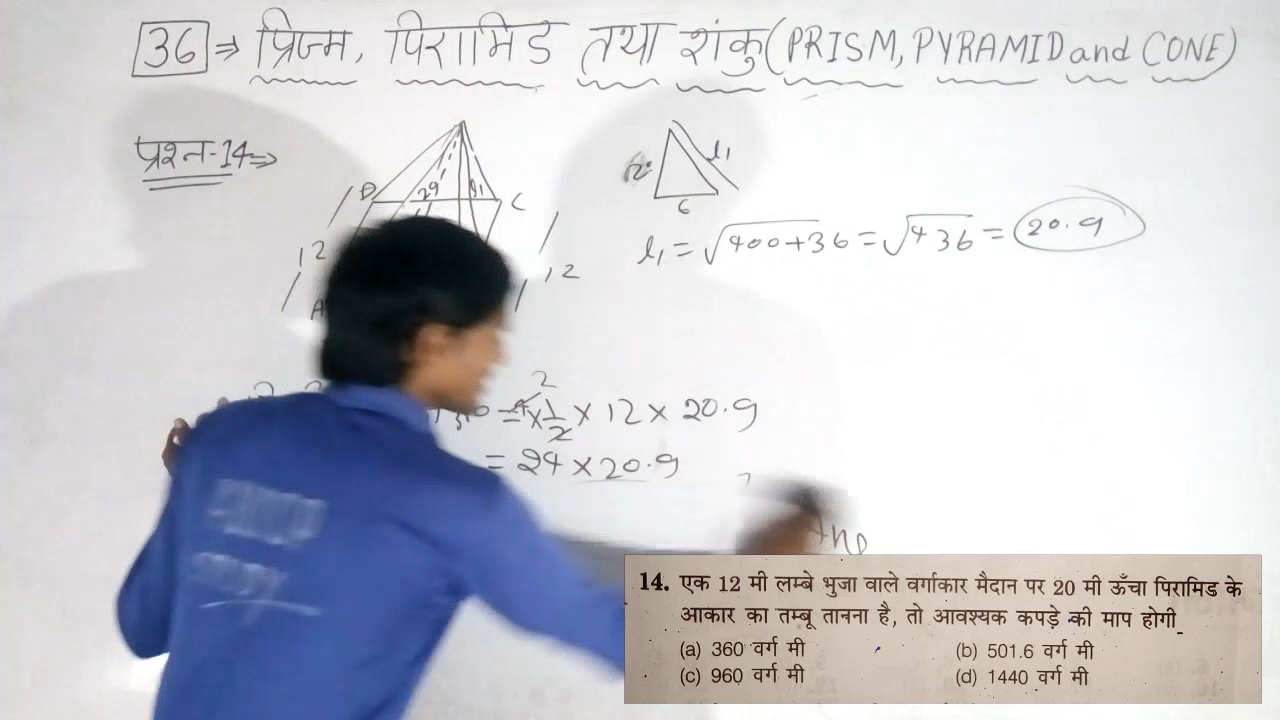 36 ⇒ प्रिज्म, पिरामिड तथा शंकु (PRISM, PYRAMID and CONE)
प्रश्न-14⇒
D
C
12
12
A
6
l₁
l₁ = √400+36 = √436 = 20.9
2
= 4 × 1/2 × 12 × 20.9
= 24 × 20.9
14. एक 12 मी लम्बे भुजा वाले वर्गाकार मैदान पर 20 मी ऊँचा पिरामिड के
आकार का तम्बू तानना है, तो आवश्यक कपड़े की माप होगी
(a) 360 वर्ग मी (b) 501.6 वर्ग मी
(c) 960 वर्ग मी (d) 1440 वर्ग मी